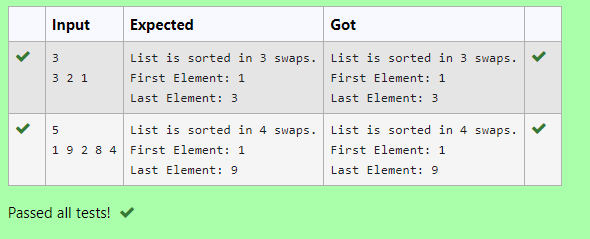 Input Expected Got
3 List is sorted in 3 swaps. List is sorted in 3 swaps.
3 2 1 First Element: 1 First Element: 1
Last Element: 3 Last Element: 3
5 List is sorted in 4 swaps. List is sorted in 4 swaps.
1 9 2 8 4 First Element: 1 First Element: 1
Last Element: 9 Last Element: 9
Passed all tests!